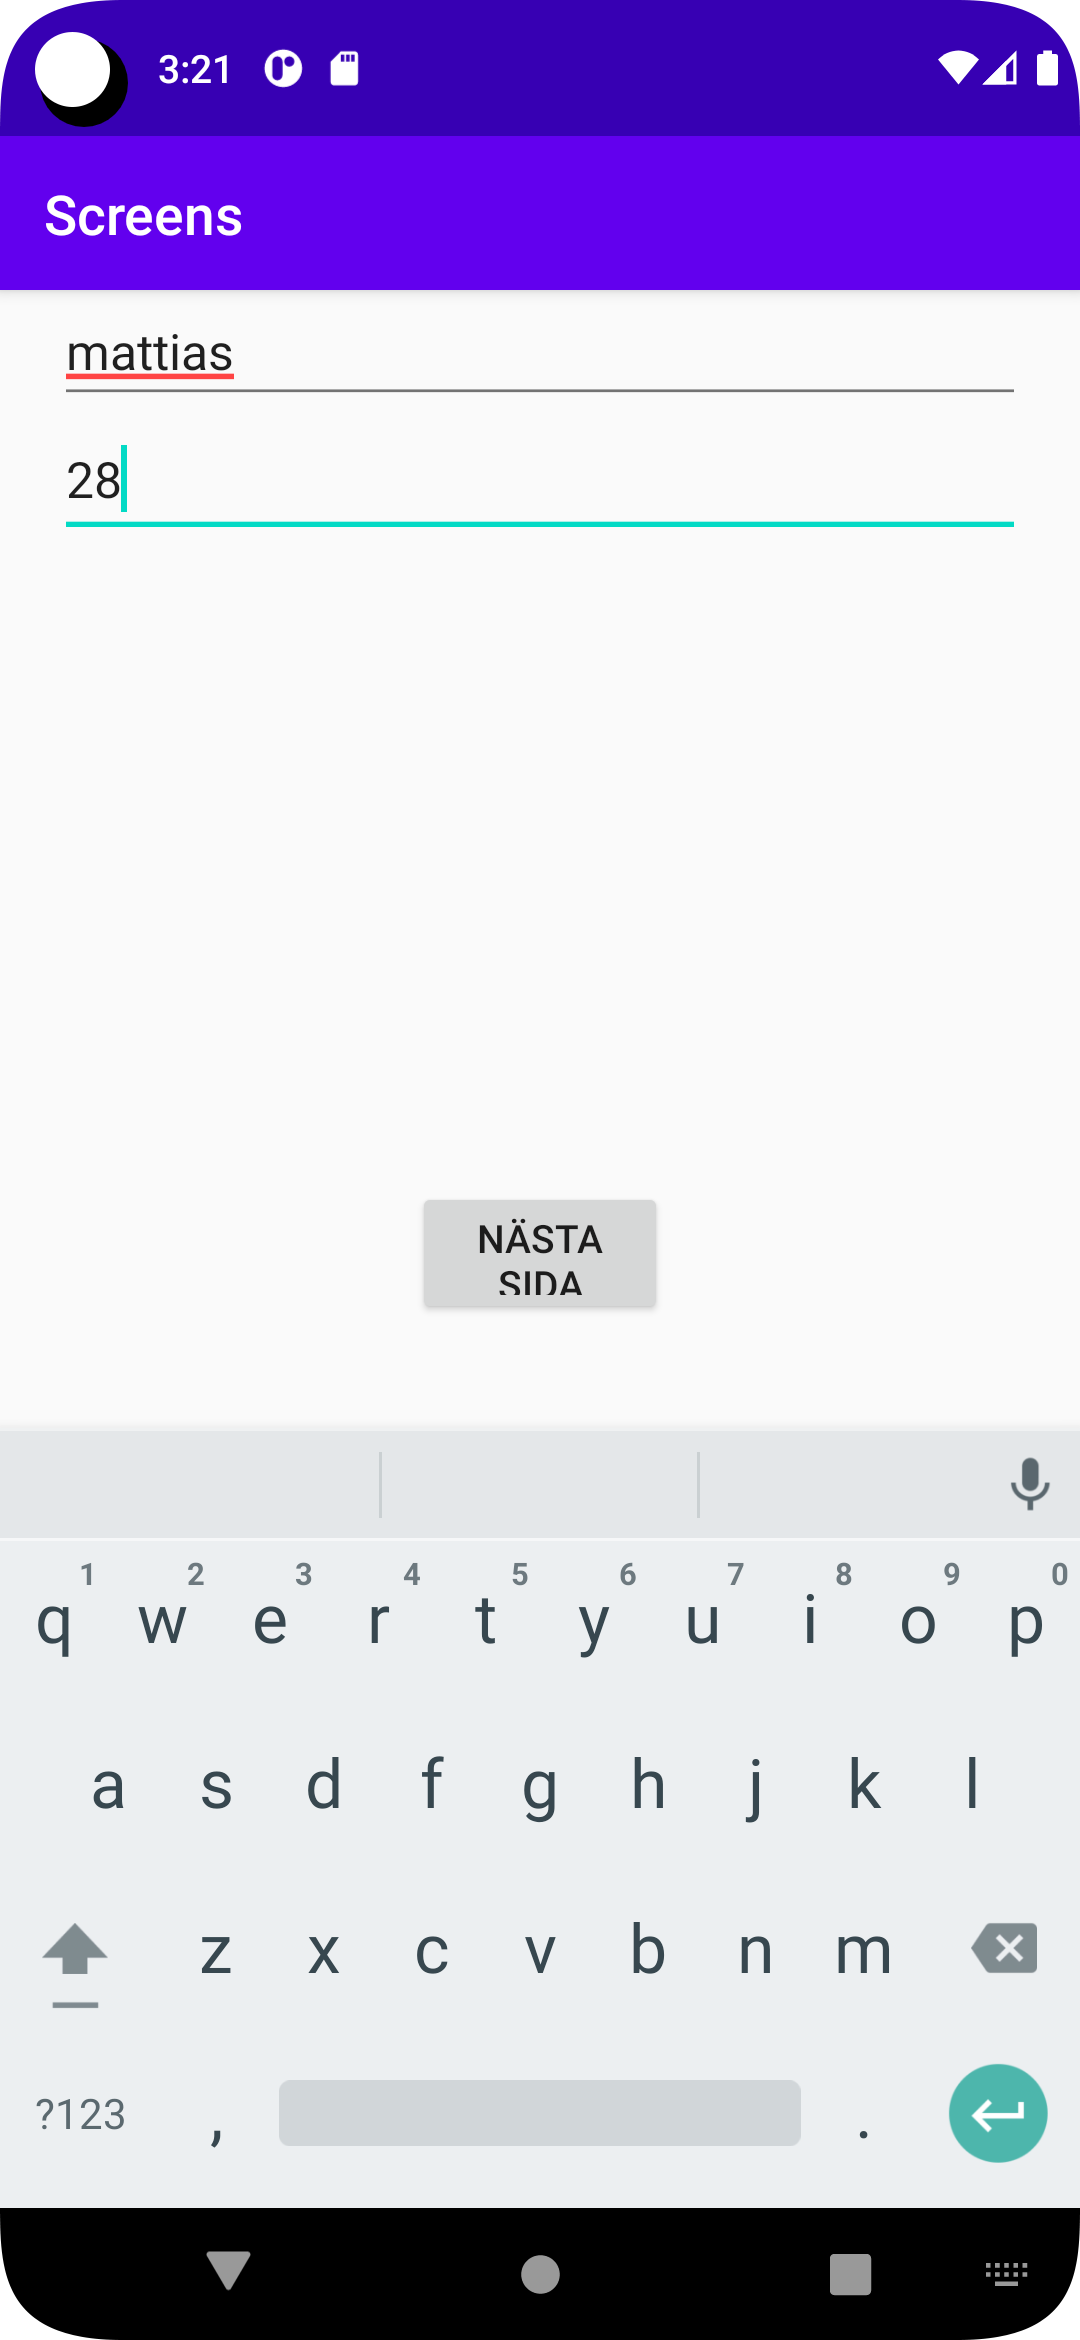 3:21
Screens
mattias
28
NÄSTA
SIDA
1 2 3 4 5 6 7 8 9 0
q w e r t y u i o p
a s d f g h j k l
z x c v b n m
?123 , .